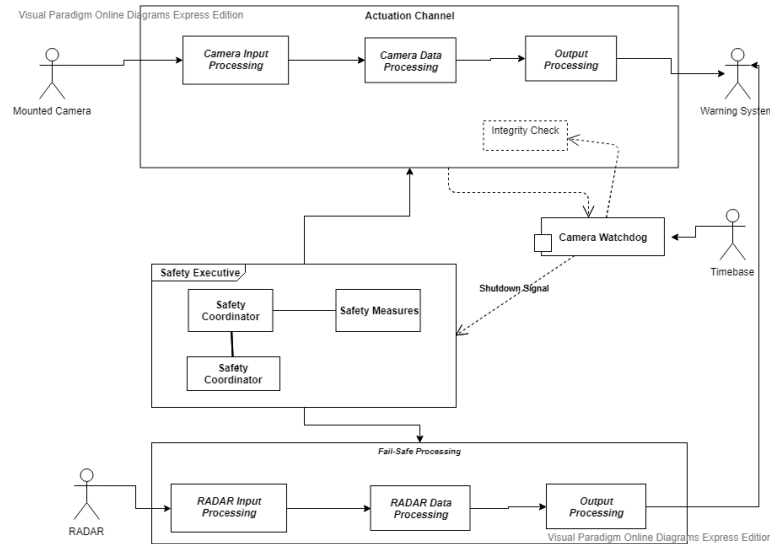 Visual Paradigm Online Diagrams Express Edition
Actuation Channel
Camera Input
Processing
Camera Data
Processing
Output
Processing
Mounted Camera
Warning System
Integrity Check
Camera Watchdog
Timebase
Safety Executive
Shutdown Signal
Safety
Coordinator
Safety Measures
Safety
Coordinator
Fail-Safe Processing
RADAR Input
Processing
RADAR Data
Processing
Output
Processing
RADAR
Visual Paradigm Online Diagrams Express Edition